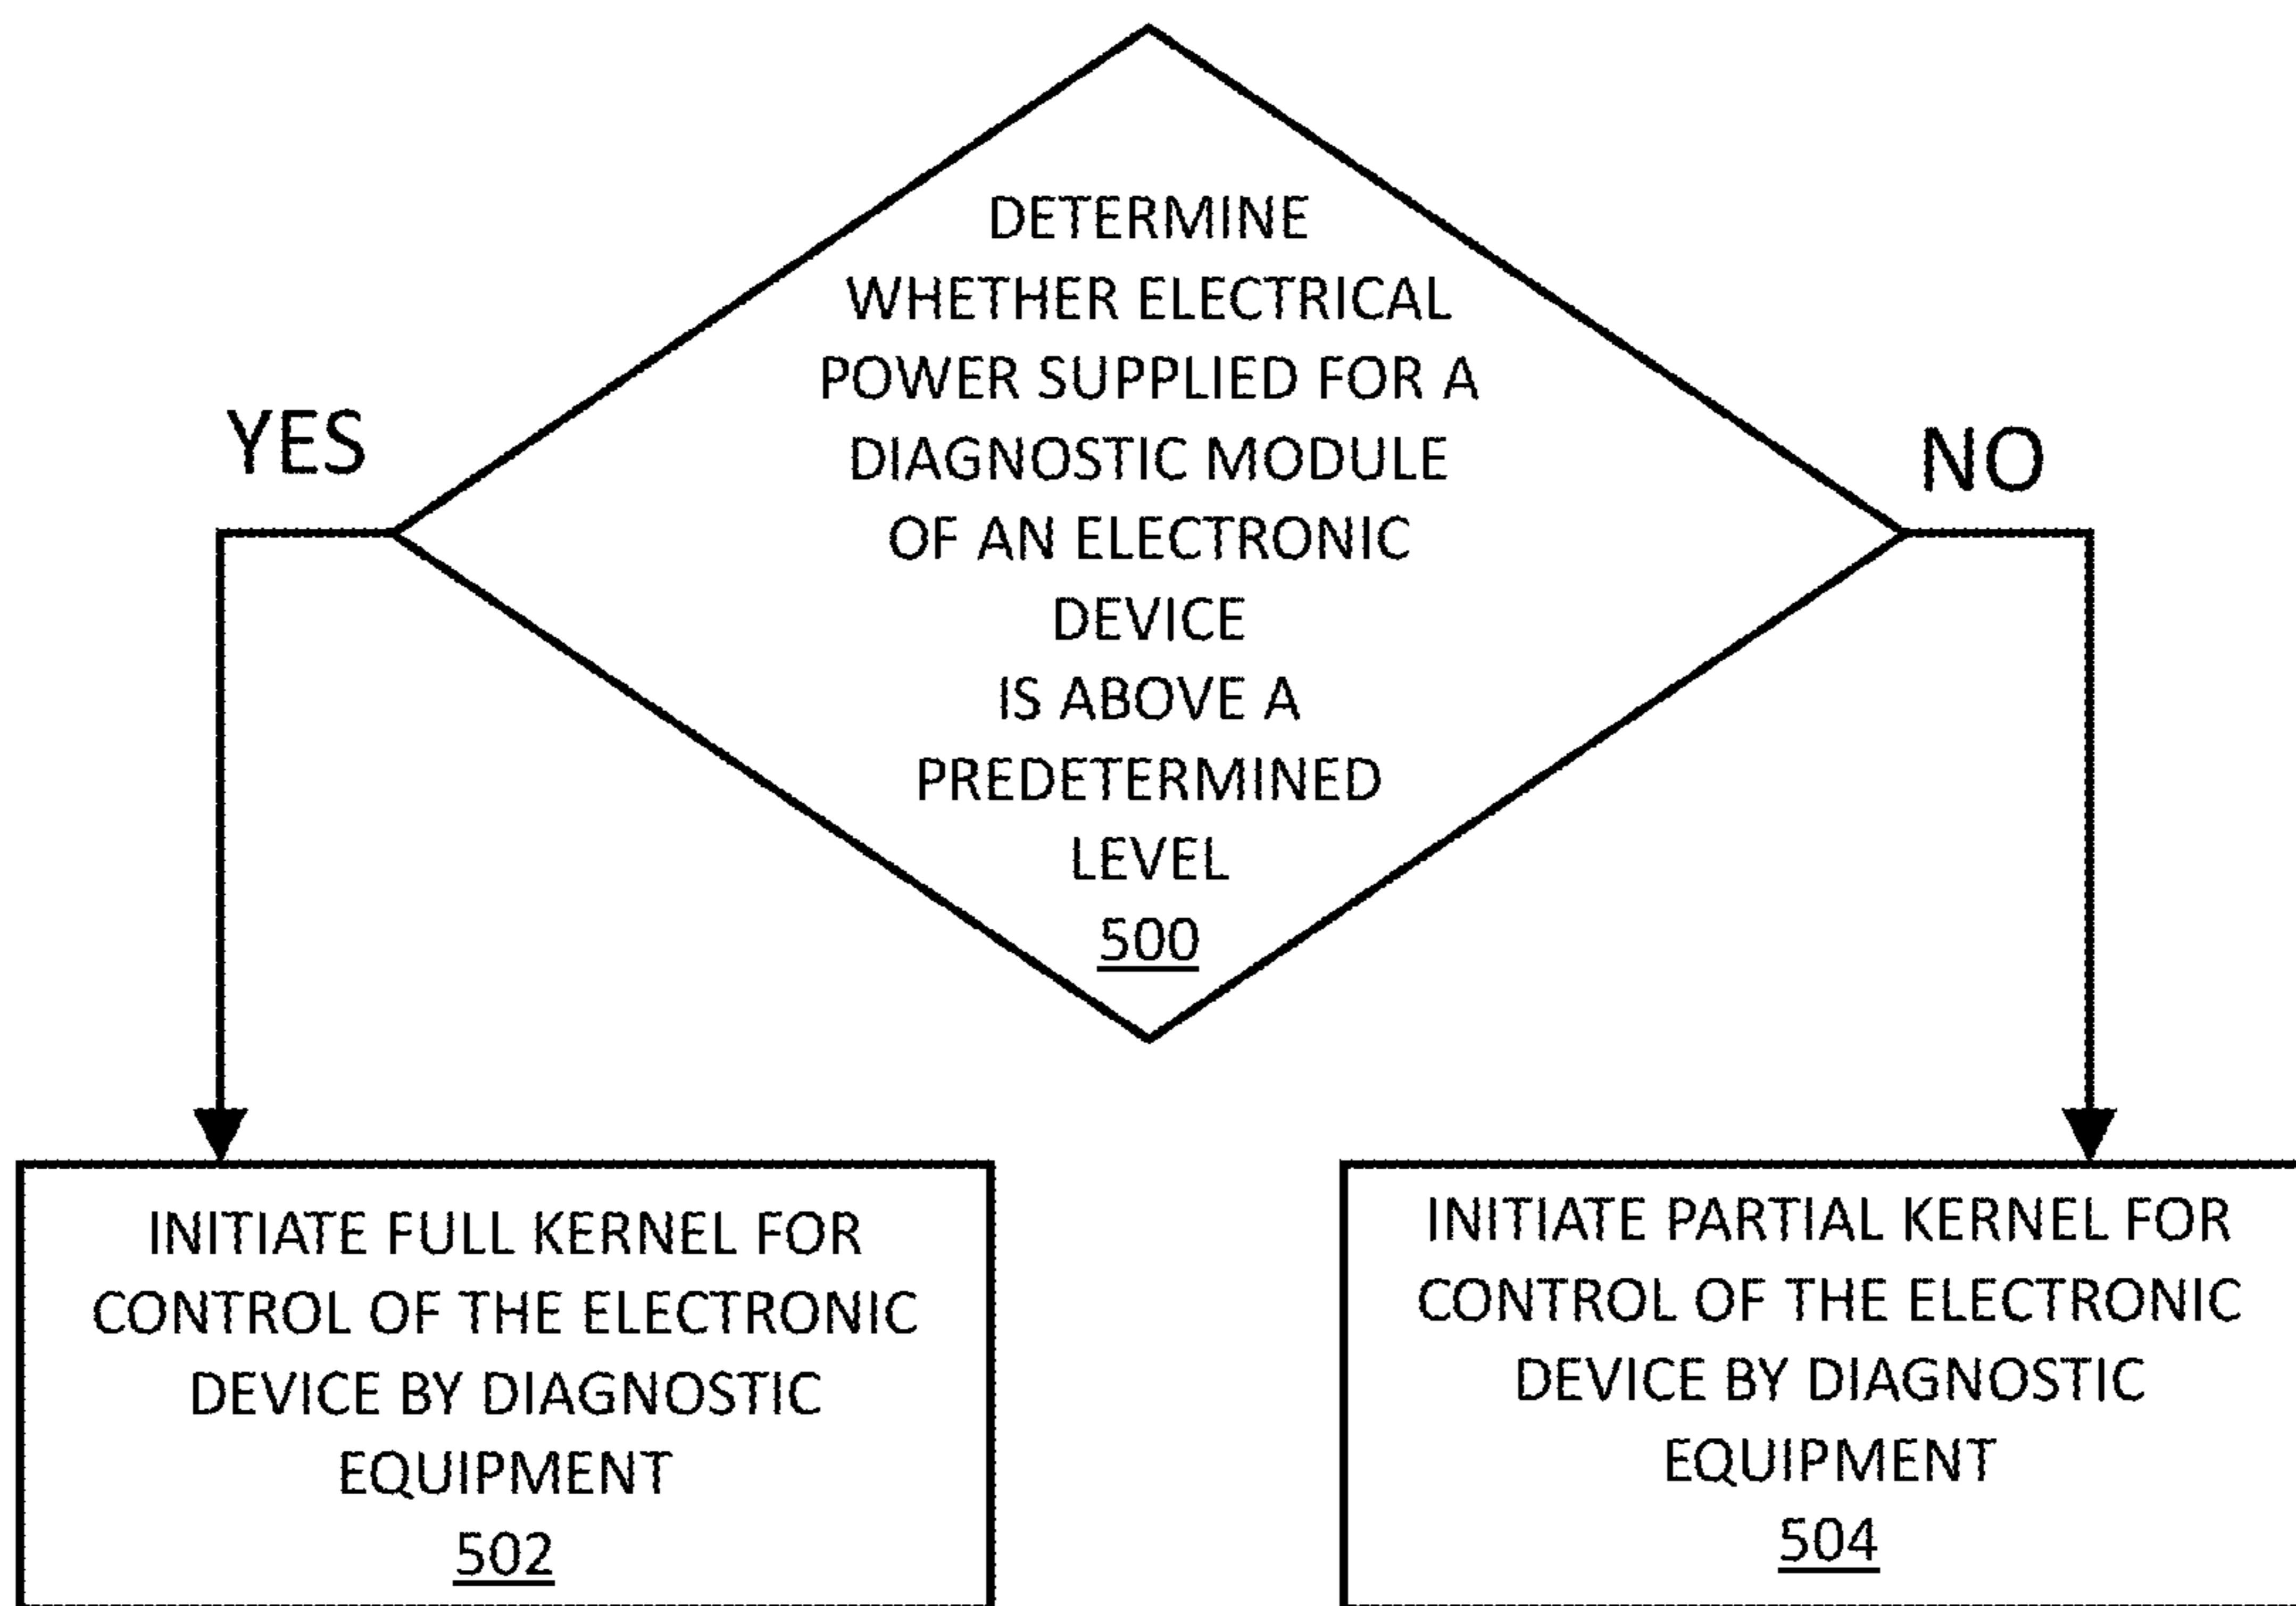 DETERMINE
WHETHER ELECTRICAL
POWER SUPPLIED FOR A
DIAGNOSTIC MODULE
OF AN ELECTRONIC
DEVICE
IS ABOVE A
PREDETERMINED
LEVEL
500
YES
NO
INITIATE FULL KERNEL FOR
CONTROL OF THE ELECTRONIC
DEVICE BY DIAGNOSTIC
EQUIPMENT
502
INITIATE PARTIAL KERNEL FOR
CONTROL OF THE ELECTRONIC
DEVICE BY DIAGNOSTIC
EQUIPMENT
504